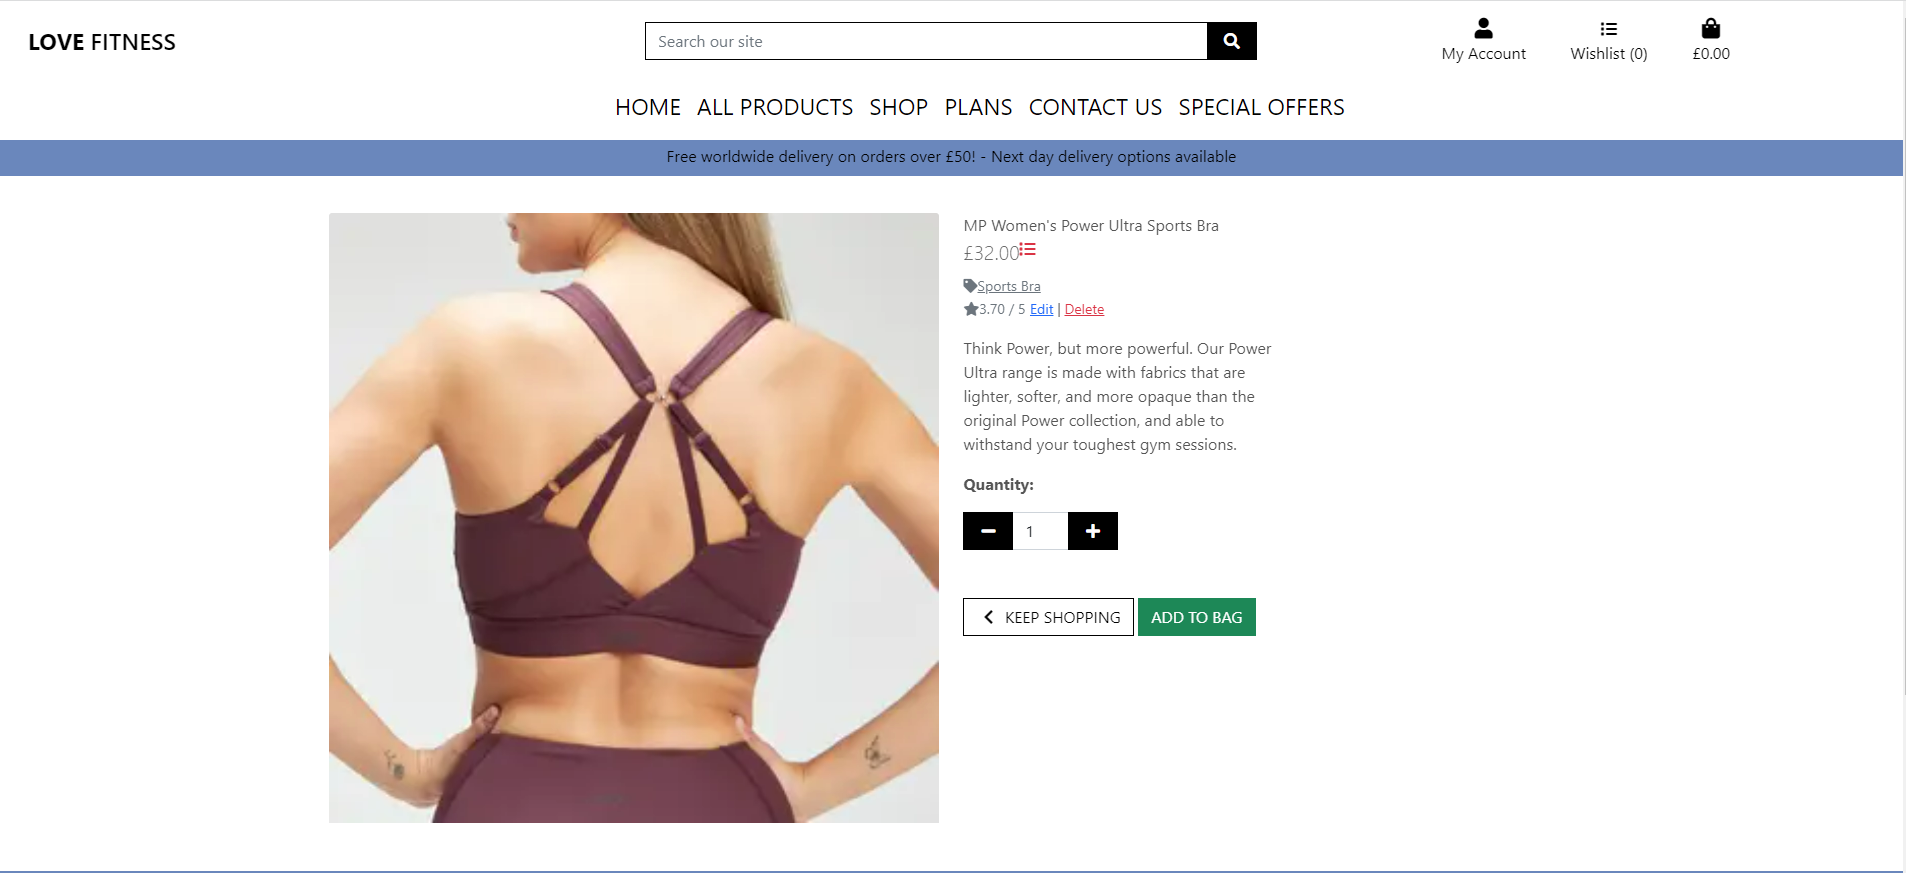 LOVE FITNESS
Search our site
My Account
Wishlist (0)
£0.00
HOME ALL PRODUCTS SHOP PLANS CONTACT US SPECIAL OFFERS
Free worldwide delivery on orders over £50! - Next day delivery options available
MP Women's Power Ultra Sports Bra
£32.00
Sports Bra
3.70 / 5 Edit | Delete
Think Power, but more powerful. Our Power
Ultra range is made with fabrics that are
lighter, softer, and more opaque than the
original Power collection, and able to
withstand your toughest gym sessions.
Quantity:
1
KEEP SHOPPING
ADD TO BAG